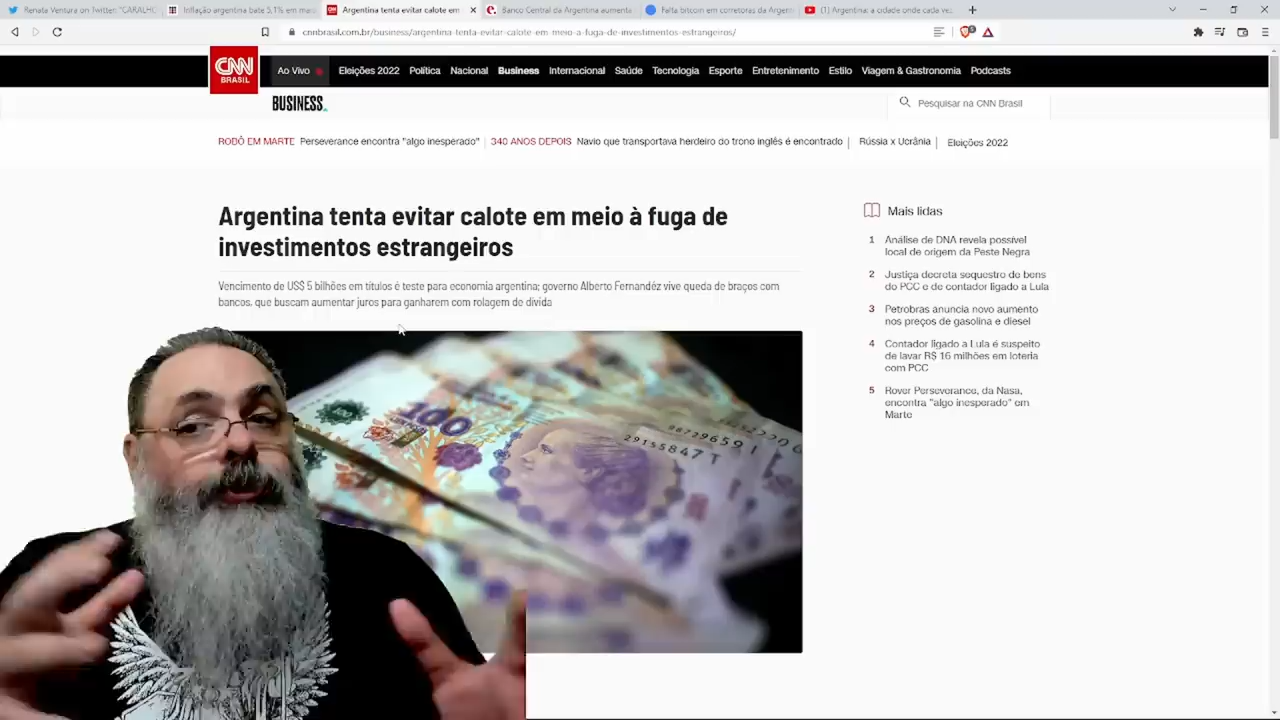 Renata Ventura on Twitter: "CARALHO
Inflação argentina bate 5,1% em maio
Argentina tenta evitar calote em
Banco Central da Argentina aumenta
Falta bitcoin em corretoras da Argen
(1) Argentina: a cidade onde cada vez
cnnbrasil.com.br/business/argentina-tenta-evitar-calote-em-meio-a-fuga-de-investimentos-estrangeiros/
CNN
BRASIL
Ao Vivo
Eleições 2022
Política
Nacional
Business
Internacional
Saúde
Tecnologia
Esporte
Entretenimento
Estilo
Viagem & Gastronomia
Podcasts
BUSINESS
Pesquisar na CNN Brasil
ROBÔ EM MARTE Perseverance encontra "algo inesperado"
340 ANOS DEPOIS Navio que transportava herdeiro do trono inglês é encontrado
Rússia x Ucrânia
Eleições 2022
Argentina tenta evitar calote em meio à fuga de
investimentos estrangeiros
Vencimento de US$ 5 bilhões em títulos é teste para economia argentina; governo Alberto Fernandéz vive queda de braços com
bancos, que buscam aumentar juros para ganharem com rolagem de dívida
Mais lidas
1 Análise de DNA revela possível
local de origem da Peste Negra
2 Justiça decreta sequestro de bens
do PCC e de contador ligado a Lula
3 Petrobras anuncia novo aumento
nos preços de gasolina e diesel
4 Contador ligado a Lula é suspeito
de lavar R$ 16 milhões em loteria
com PCC
5 Rover Perseverance, da Nasa,
encontra "algo inesperado" em
Marte
100
29155847 T